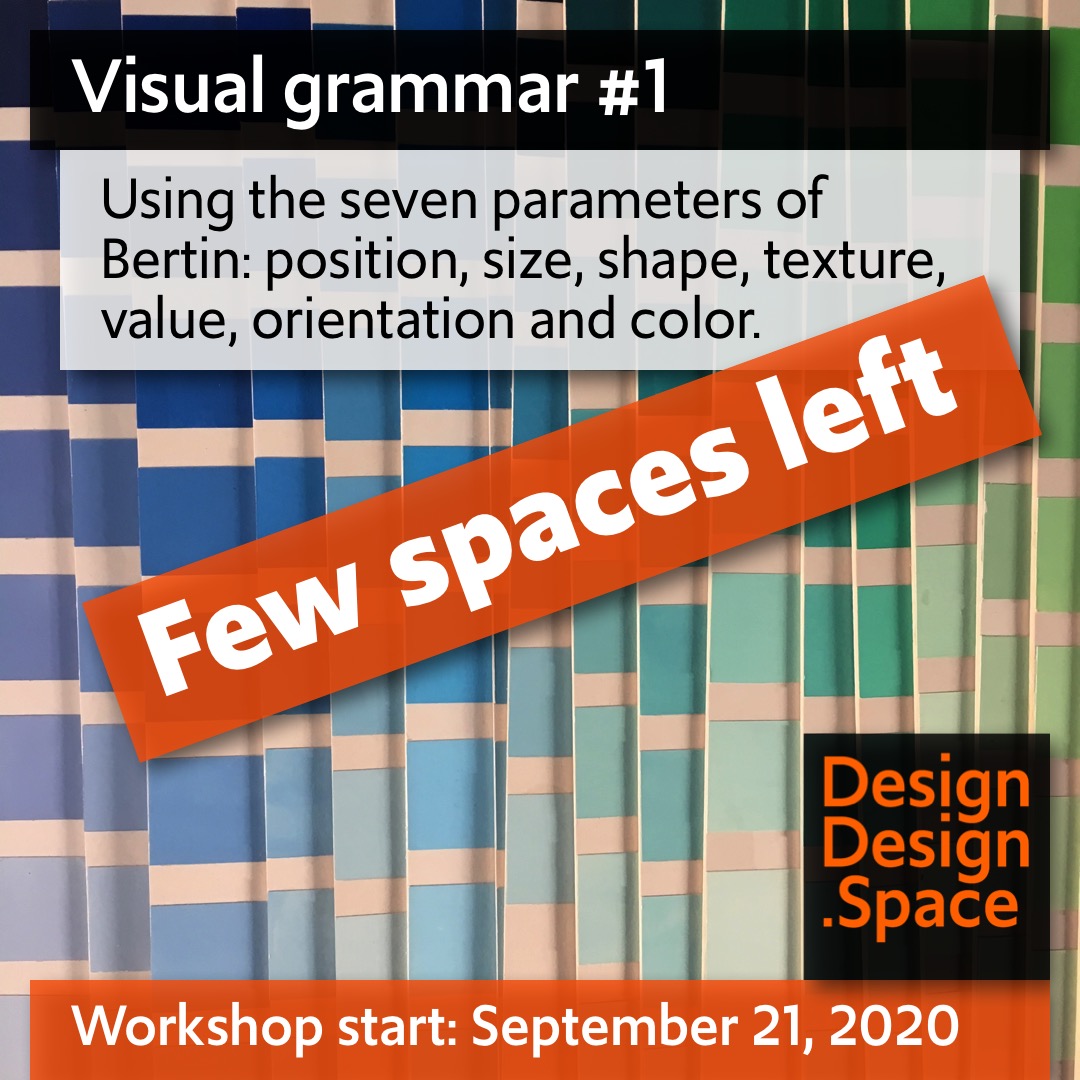 Visual grammar #1
Using the seven parameters of
Bertin: position, size, shape, texture,
value, orientation and color.
Few spaces left
Design
Design
.Space
Workshop start: September 21, 2020